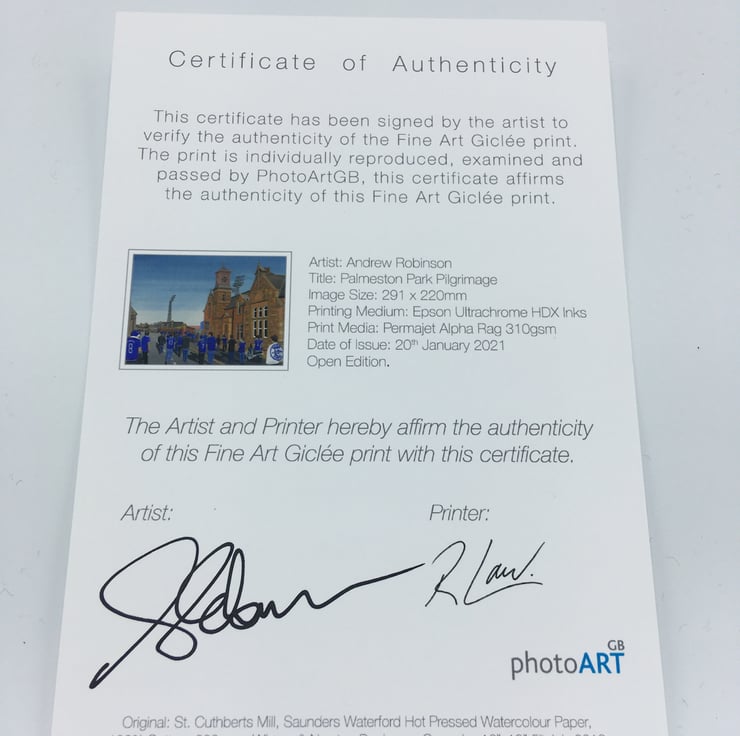 Certificate of Authenticity
This certificate has been signed by the artist to
verify the authenticity of the Fine Art Giclée print.
The print is individually reproduced, examined and
passed by PhotoArtGB, this certificate affirms
the authenticity of this Fine Art Giclée print.
Artist: Andrew Robinson
Title: Palmeston Park Pilgrimage
Image Size: 291 x 220mm
Printing Medium: Epson Ultrachrome HDX Inks
Print Media: Permajet Alpha Rag 310gsm
Date of Issue: 20th January 2021
Open Edition.
The Artist and Printer hereby affirm the authenticity
of this Fine Art Giclée print with this certificate.
Artist:
Printer:
R Law.
photoART GB
Original: St. Cuthberts Mill, Saunders Waterford Hot Pressed Watercolour Paper,